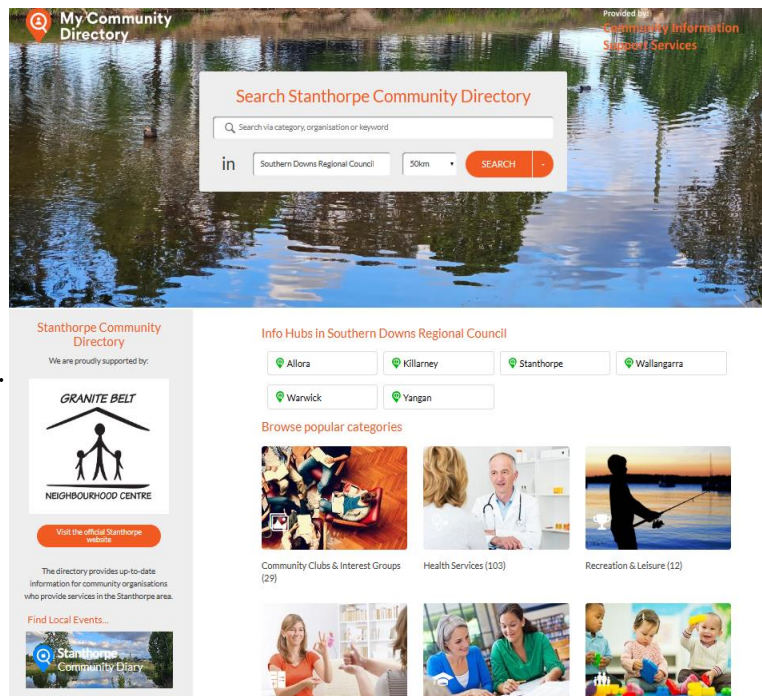 My Community
Directory
Provided by:
Community Information
Support Services
Search Stanthorpe Community Directory
Search via category, organisation or keyword
in
Southern Downs Regional Council
50km
SEARCH
Stanthorpe Community
Directory
We are proudly supported by:
GRANITE BELT
NEIGHBOURHOOD CENTRE
Visit the official Stanthorpe
website
The directory provides up-to-date
information for community organisations
who provide services in the Stanthorpe area.
Find Local Events...
Stanthorpe
Community Diary
Info Hubs in Southern Downs Regional Council
Allora
Killarney
Stanthorpe
Wallangarra
Warwick
Yangan
Browse popular categories
Community Clubs & Interest Groups
(29)
Health Services (103)
Recreation & Leisure (12)